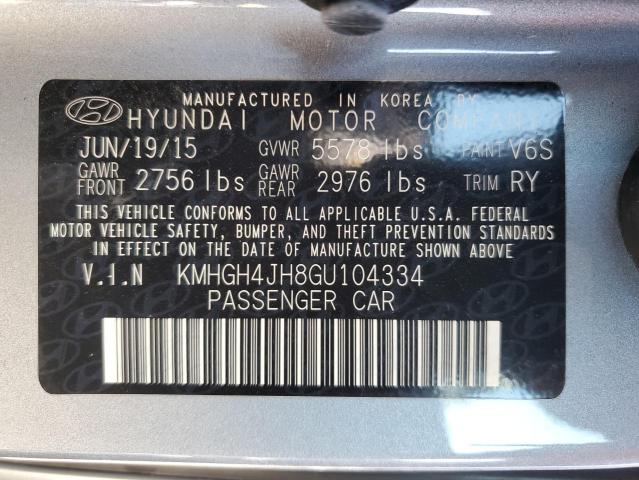 MANUFACTURED IN KOREA BY
HYUNDAI MOTOR COMPANY
JUN/19/15 GVWR 5578 lbs PAINT V6S
GAWR FRONT 2756 lbs GAWR REAR 2976 lbs TRIM RY
THIS VEHICLE CONFORMS TO ALL APPLICABLE U.S.A. FEDERAL
MOTOR VEHICLE SAFETY, BUMPER, AND THEFT PREVENTION STANDARDS
IN EFFECT ON THE DATE OF MANUFACTURE SHOWN ABOVE
V.I.N KMHGH4JH8GU104334
PASSENGER CAR